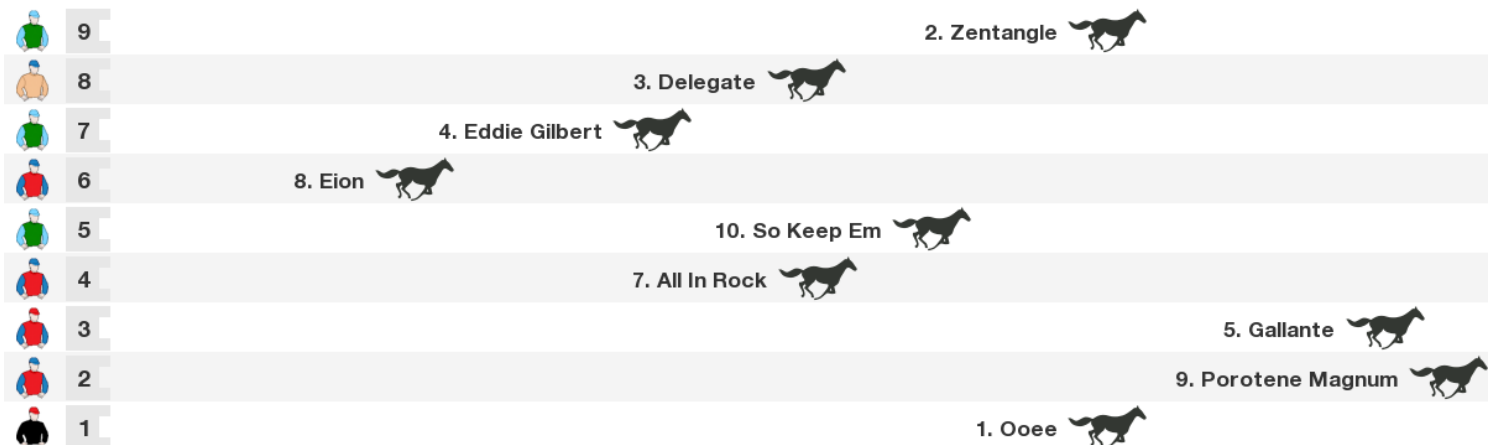 9 2. Zentangle
8 3. Delegate
7 4. Eddie Gilbert
6 8. Eion
5 10. So Keep Em
4 7. All In Rock
3 5. Gallante
2 9. Porotene Magnum
1 1. Ooee